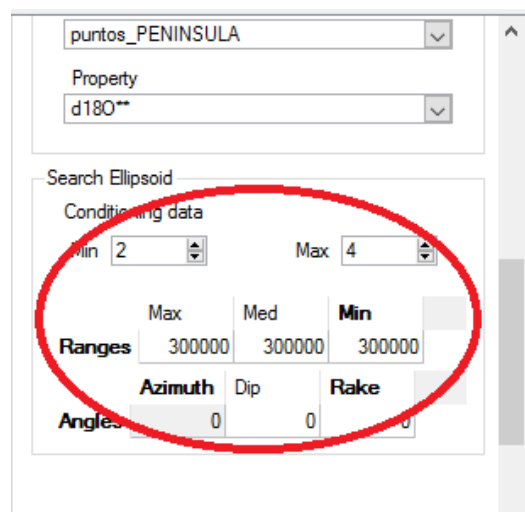 puntos_PENINSULA
Property
d18O**
Search Ellipsoid
Conditioning data
Min 2 Max 4
Max Med Min
Ranges 300000 300000 300000
Azimuth Dip Rake
Angles 0 0 0